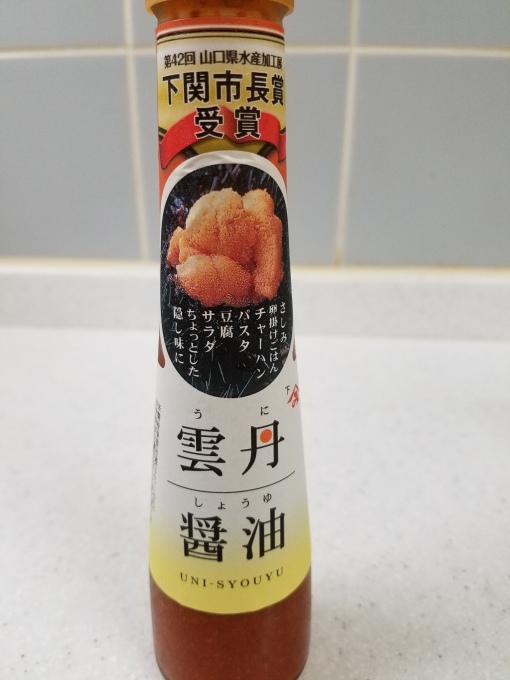 第42回 山口県水産加工展
下関市長賞
受賞
さしみ
卵掛けごはん
チャーハン
パスタ
豆腐
サラダ
ちょっとした
隠し味に
下
うに
雲丹
しょうゆ
醤油
UNI-SYOUYU